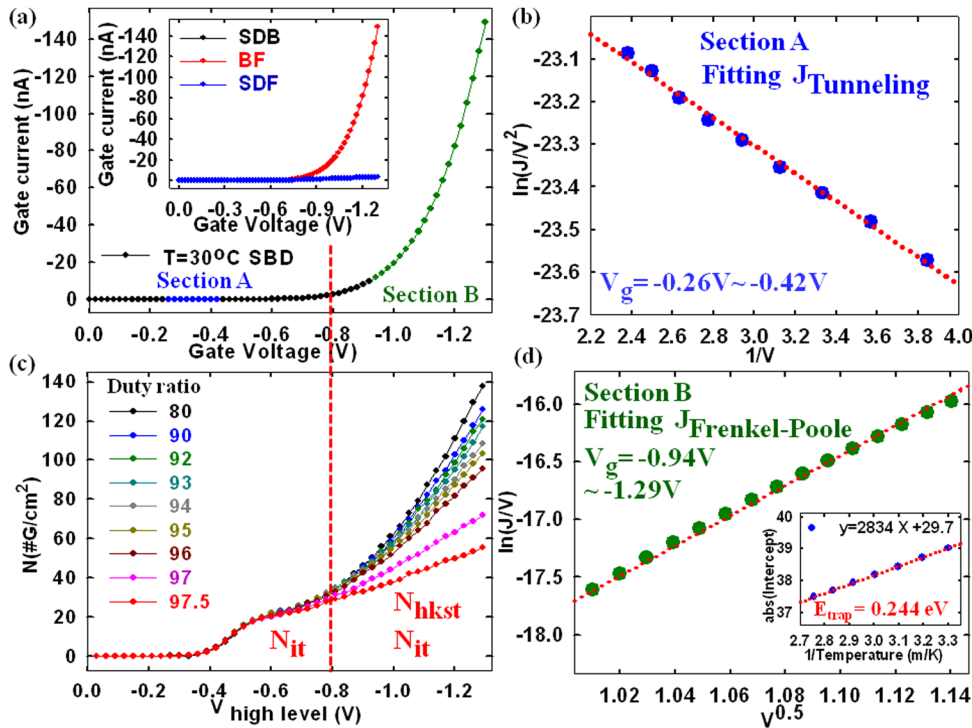 (a)
-140
-120
-100
-80
-60
-40
-20
0
Gate current (nA)
-140
-120
-100
-80
-60
-40
-20
0
Gate current (nA)
SDB
BF
SDF
0.0 -0.3 -0.6 -0.9 -1.2
Gate Voltage (V)
T=30°C SBD
Section A
Section B
0.0 -0.2 -0.4 -0.6 -0.8 -1.0 -1.2
Gate Voltage (V)
(b)
-23.1
-23.2
-23.3
-23.4
-23.5
-23.6
-23.7
ln(J/V²)
Section A
Fitting J_Tunneling
V_g= -0.26V~ -0.42V
2.2 2.4 2.6 2.8 3.0 3.2 3.4 3.6 3.8 4.0
1/V
(c)
140
120
100
80
60
40
20
0
N(#G/cm²)
Duty ratio
80
90
92
93
94
95
96
97
97.5
N_it
N_hkst
N_it
0.0 -0.2 -0.4 -0.6 -0.8 -1.0 -1.2
V_high level (V)
(d)
-16.0
-16.5
-17.0
-17.5
-18.0
ln(J/V)
Section B
Fitting J_Frenkel-Poole
V_g= -0.94V
~ -1.29V
40
39
38
37
abs(Intercept)
y=2834 X +29.7
E_trap = 0.244 eV
2.7 2.8 2.9 3.0 3.1 3.2 3.3
1/Temperature (m/K)
1.02 1.04 1.06 1.08 1.10 1.12 1.14
V^0.5